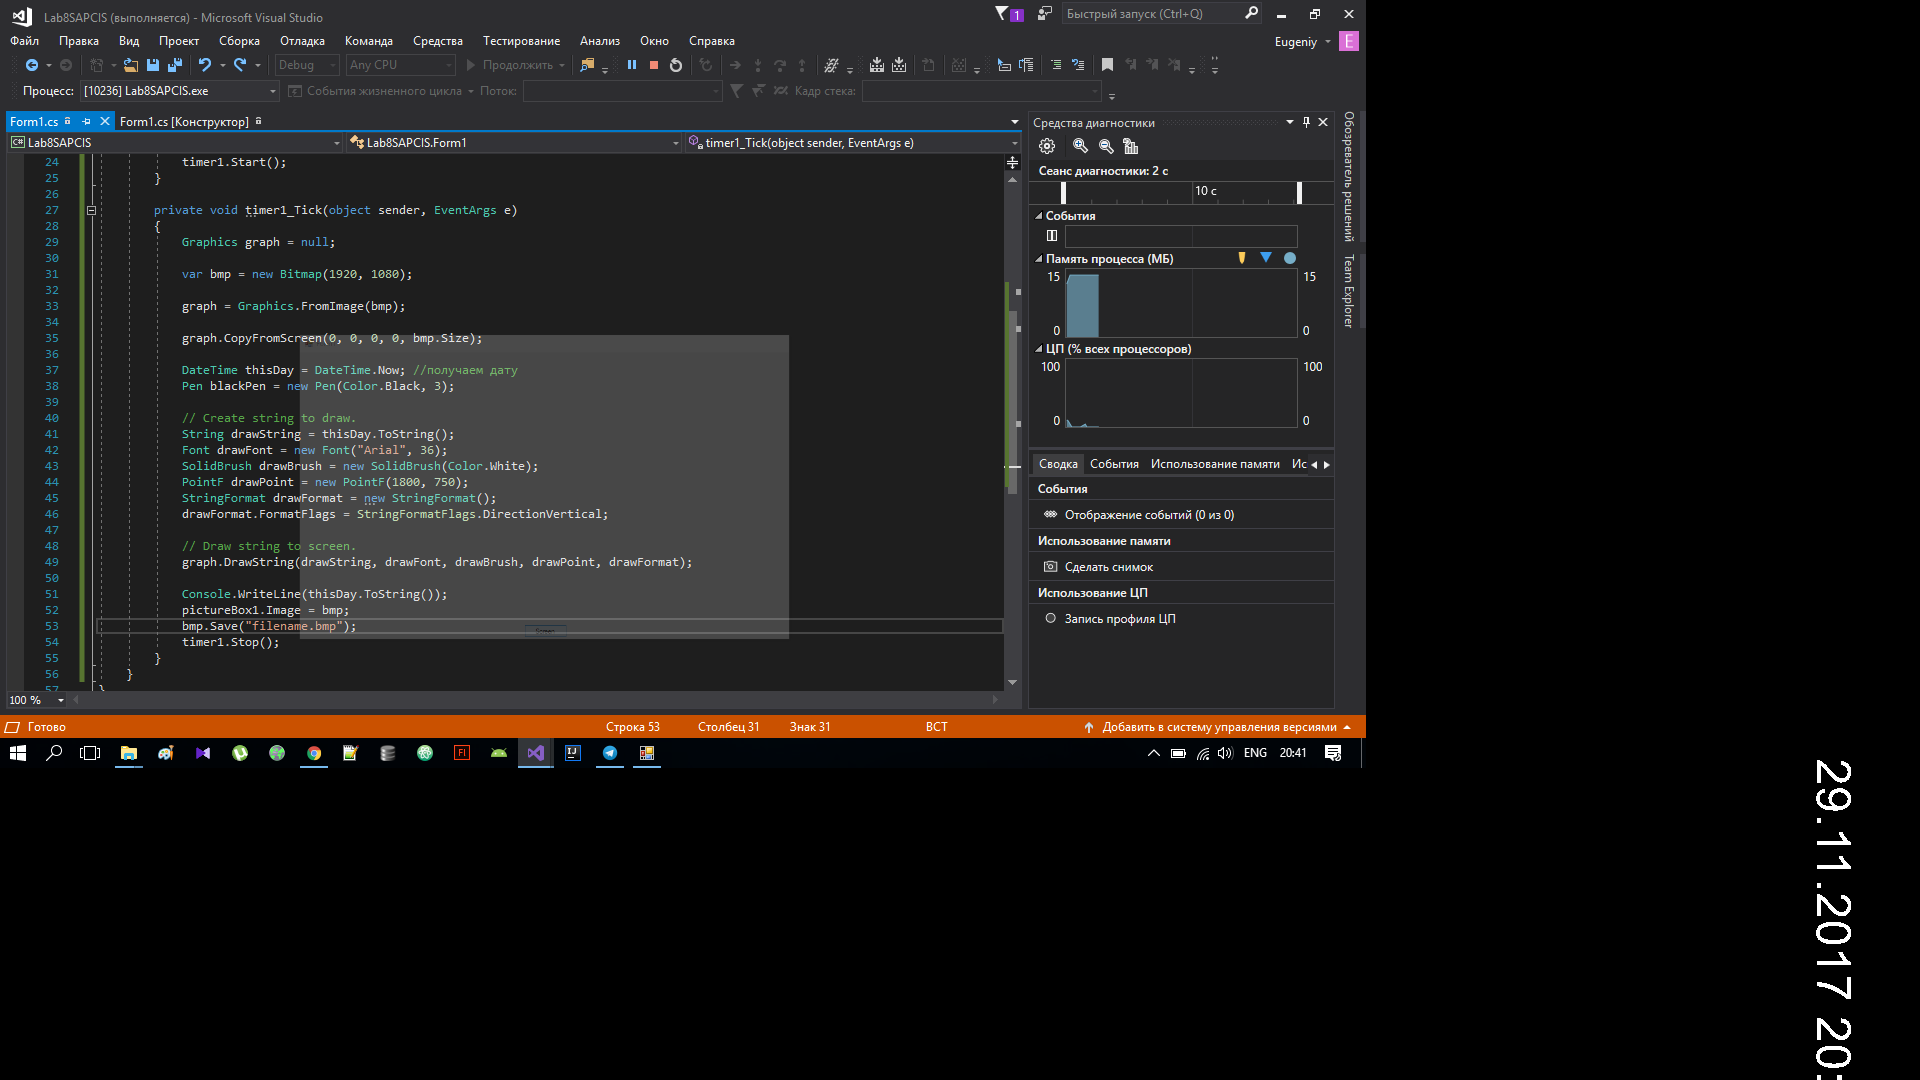 Lab8SAPCIS (выполняется) - Microsoft Visual Studio
1
Быстрый запуск (Ctrl+Q)
Файл Правка Вид Проект Сборка Отладка Команда Средства Тестирование Анализ Окно Справка
Eugeniy E
Debug Any CPU Продолжить
Процесс: [10236] Lab8SAPCIS.exe События жизненного цикла Поток: Кадр стека:
Form1.cs Form1.cs [Конструктор]
Lab8SAPCIS Lab8SAPCIS.Form1 timer1_Tick(object sender, EventArgs e)
24 timer1.Start();
25 }
26
27 private void timer1_Tick(object sender, EventArgs e)
28 {
29 Graphics graph = null;
30
31 var bmp = new Bitmap(1920, 1080);
32
33 graph = Graphics.FromImage(bmp);
34
35 graph.CopyFromScreen(0, 0, 0, 0, bmp.Size);
36
37 DateTime thisDay = DateTime.Now; //получаем дату
38 Pen blackPen = new Pen(Color.Black, 3);
39
40 // Create string to draw.
41 String drawString = thisDay.ToString();
42 Font drawFont = new Font("Arial", 36);
43 SolidBrush drawBrush = new SolidBrush(Color.White);
44 PointF drawPoint = new PointF(1800, 750);
45 StringFormat drawFormat = new StringFormat();
46 drawFormat.FormatFlags = StringFormatFlags.DirectionVertical;
47
48 // Draw string to screen.
49 graph.DrawString(drawString, drawFont, drawBrush, drawPoint, drawFormat);
50
51 Console.WriteLine(thisDay.ToString());
52 pictureBox1.Image = bmp;
53 bmp.Save("filename.bmp");
54 timer1.Stop();
55 }
56 }
57 }
100 %
Средства диагностики
Сеанс диагностики: 2 с
10 с
События
Память процесса (МБ)
15 15
0 0
ЦП (% всех процессоров)
100 100
0 0
Сводка События Использование памяти Ис
События
Отображение событий (0 из 0)
Использование памяти
Сделать снимок
Использование ЦП
Запись профиля ЦП
Обозреватель решений
Team Explorer
Готово Строка 53 Столбец 31 Знак 31 ВСТ Добавить в систему управления версиями
ENG 20:41
29.11.2017 20: